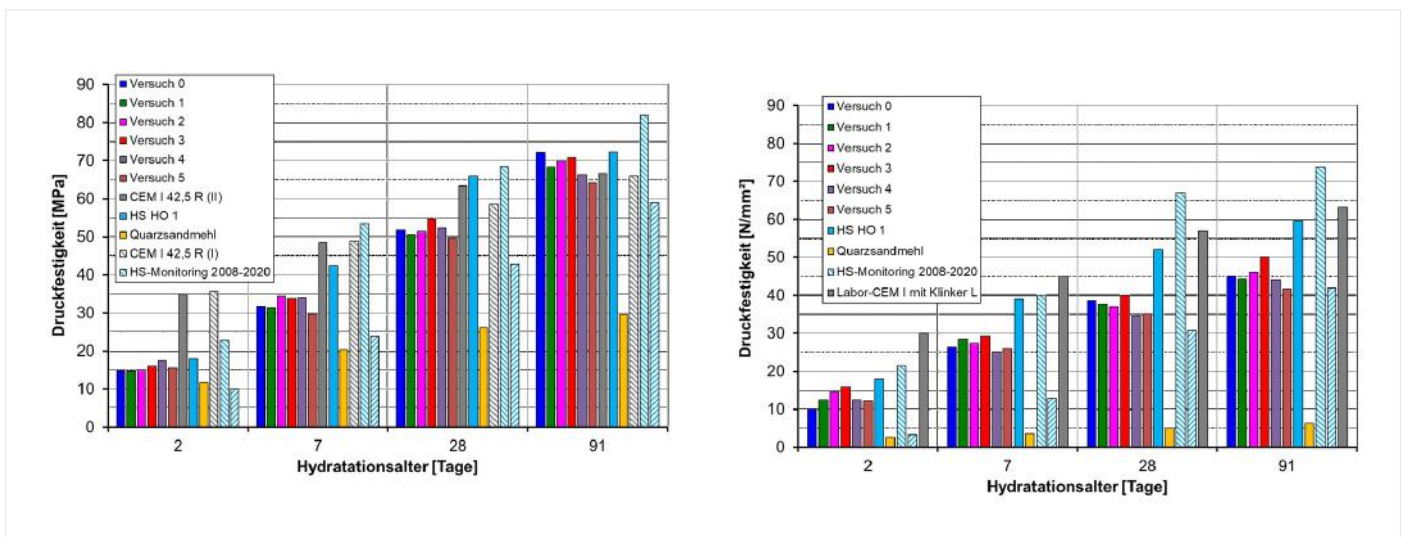 90
80
70
60
50
40
30
20
10
0
Druckfestigkeit [MPa]
Versuch 0
Versuch 1
Versuch 2
Versuch 3
Versuch 4
Versuch 5
CEM I 42,5 R (II)
HS HO 1
Quarzsandmehl
CEM I 42,5 R (I)
HS-Monitoring 2008-2020
2 7 28 91
Hydratationsalter [Tage]
90
80
70
60
50
40
30
20
10
0
Druckfestigkeit [N/mm²]
Versuch 0
Versuch 1
Versuch 2
Versuch 3
Versuch 4
Versuch 5
HS HO 1
Quarzsandmehl
HS-Monitoring 2008-2020
Labor-CEM I mit Klinker L
2 7 28 91
Hydratationsalter [Tage]